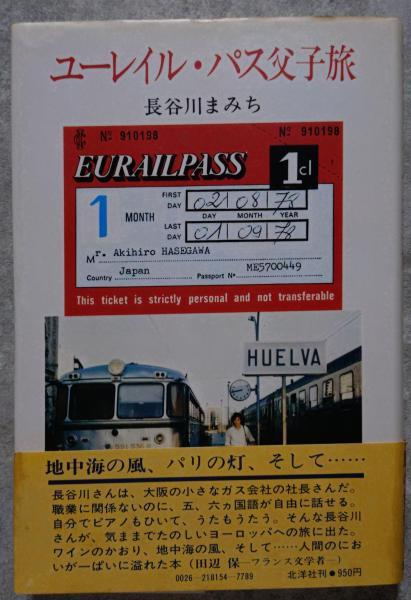 ユーレイル・パス父子旅
長谷川まみち
Nº 910198 Nº 910198
EURAILPASS 1cl
1 MONTH
FIRST DAY 02 08 78
DAY MONTH YEAR
LAST DAY 01 09 78
Mr. Akihiro HASEGAWA
Country Japan Passport Nº ME5700449
This ticket is strictly personal and not transferable
HUELVA
地中海の風、パリの灯、そして……
長谷川さんは、大阪の小さなガス会社の社長さんだ。
職業に関係ないのに、五、六ヵ国語が自由に話せる。
自分でピアノもひいて、うたもうたう。そんな長谷川
さんが、気ままでたのしいヨーロッパへの旅に出た。
ワインのかおり、地中海の風、そして……人間のにお
いがーぱいに溢れた本(田辺 保―フランス文学者―)
0026-218154-7789 北洋社刊●950円